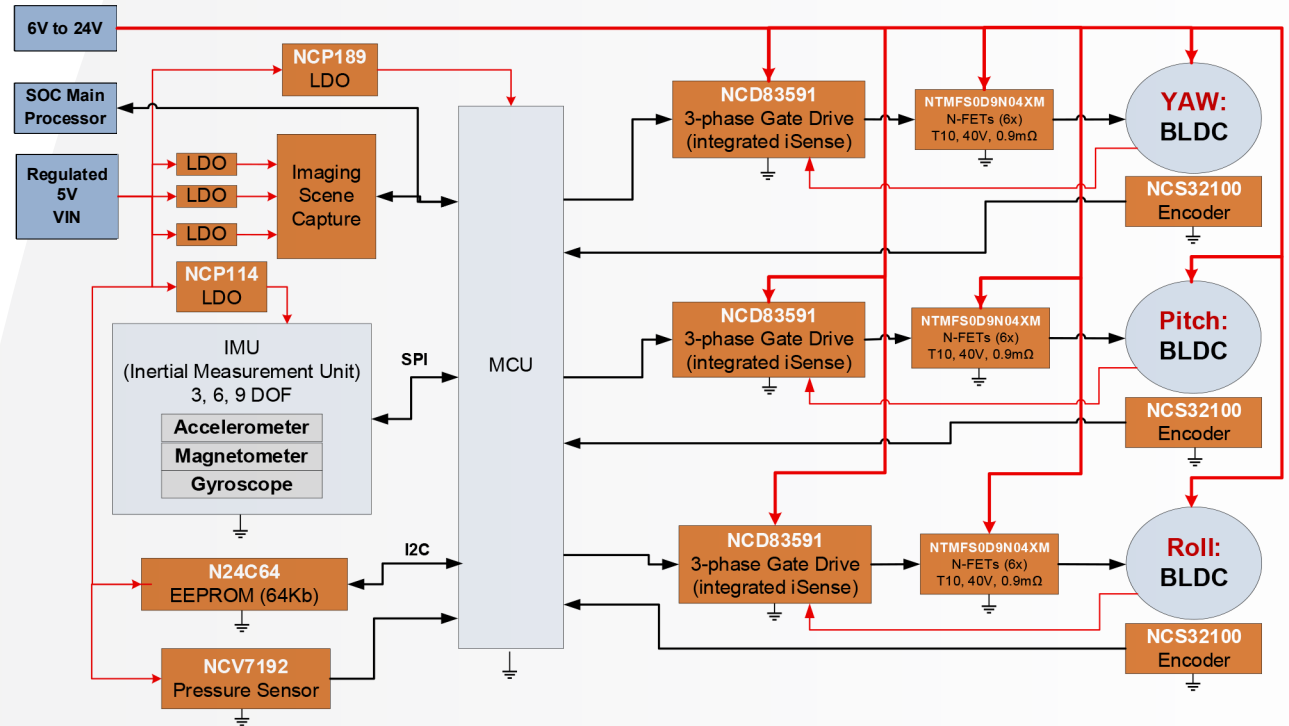 6V to 24V
NCP189
LDO
SOC Main
Processor
Regulated
5V
VIN
LDO
LDO
LDO
Imaging
Scene
Capture
NCP114
LDO
IMU
(Inertial Measurement Unit)
3, 6, 9 DOF
Accelerometer
Magnetometer
Gyroscope
SPI
I2C
N24C64
EEPROM (64Kb)
NCV7192
Pressure Sensor
MCU
NCD83591
3-phase Gate Drive
(integrated iSense)
NTMFS0D9N04XM
N-FETs (6x)
T10, 40V, 0.9mΩ
YAW:
BLDC
NCS32100
Encoder
NCD83591
3-phase Gate Drive
(integrated iSense)
NTMFS0D9N04XM
N-FETs (6x)
T10, 40V, 0.9mΩ
Pitch:
BLDC
NCS32100
Encoder
NCD83591
3-phase Gate Drive
(integrated iSense)
NTMFS0D9N04XM
N-FETs (6x)
T10, 40V, 0.9mΩ
Roll:
BLDC
NCS32100
Encoder